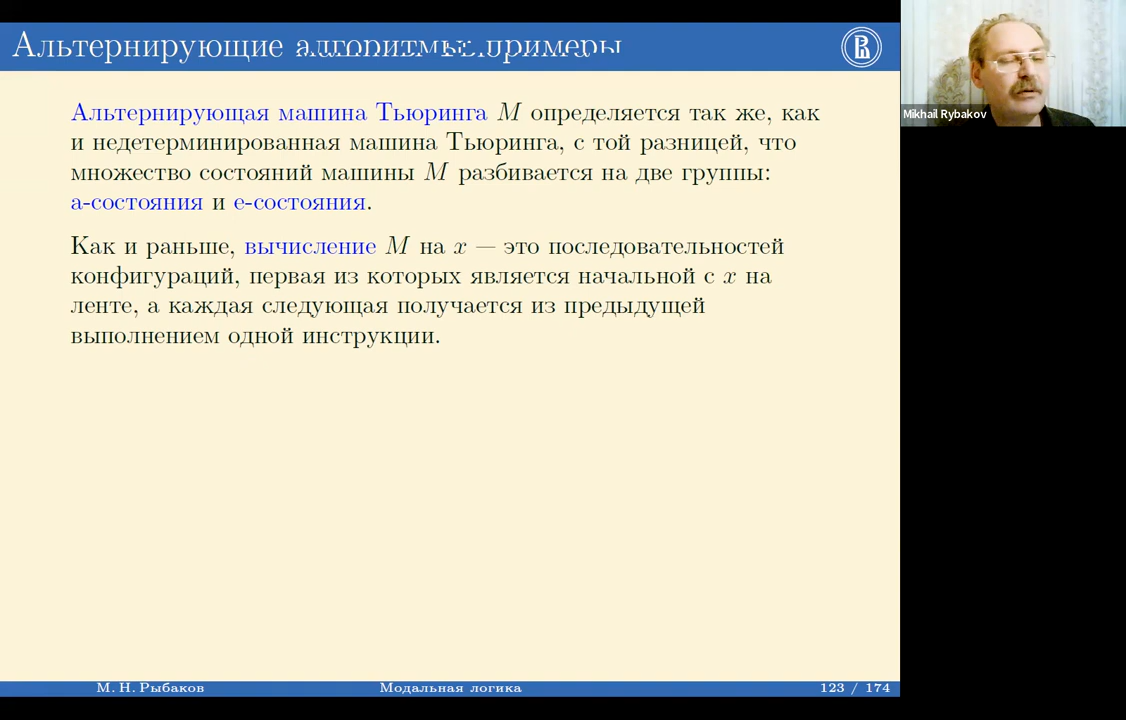 Альтернирующие алгоритмы: примеры
Mikhail Rybakov
Альтернирующая машина Тьюринга M определяется так же, как
и недетерминированная машина Тьюринга, с той разницей, что
множество состояний машины M разбивается на две группы:
а-состояния и е-состояния.
Как и раньше, вычисление M на x — это последовательностей
конфигураций, первая из которых является начальной с x на
ленте, а каждая следующая получается из предыдущей
выполнением одной инструкции.
М. Н. Рыбаков Модальная логика 123 / 174